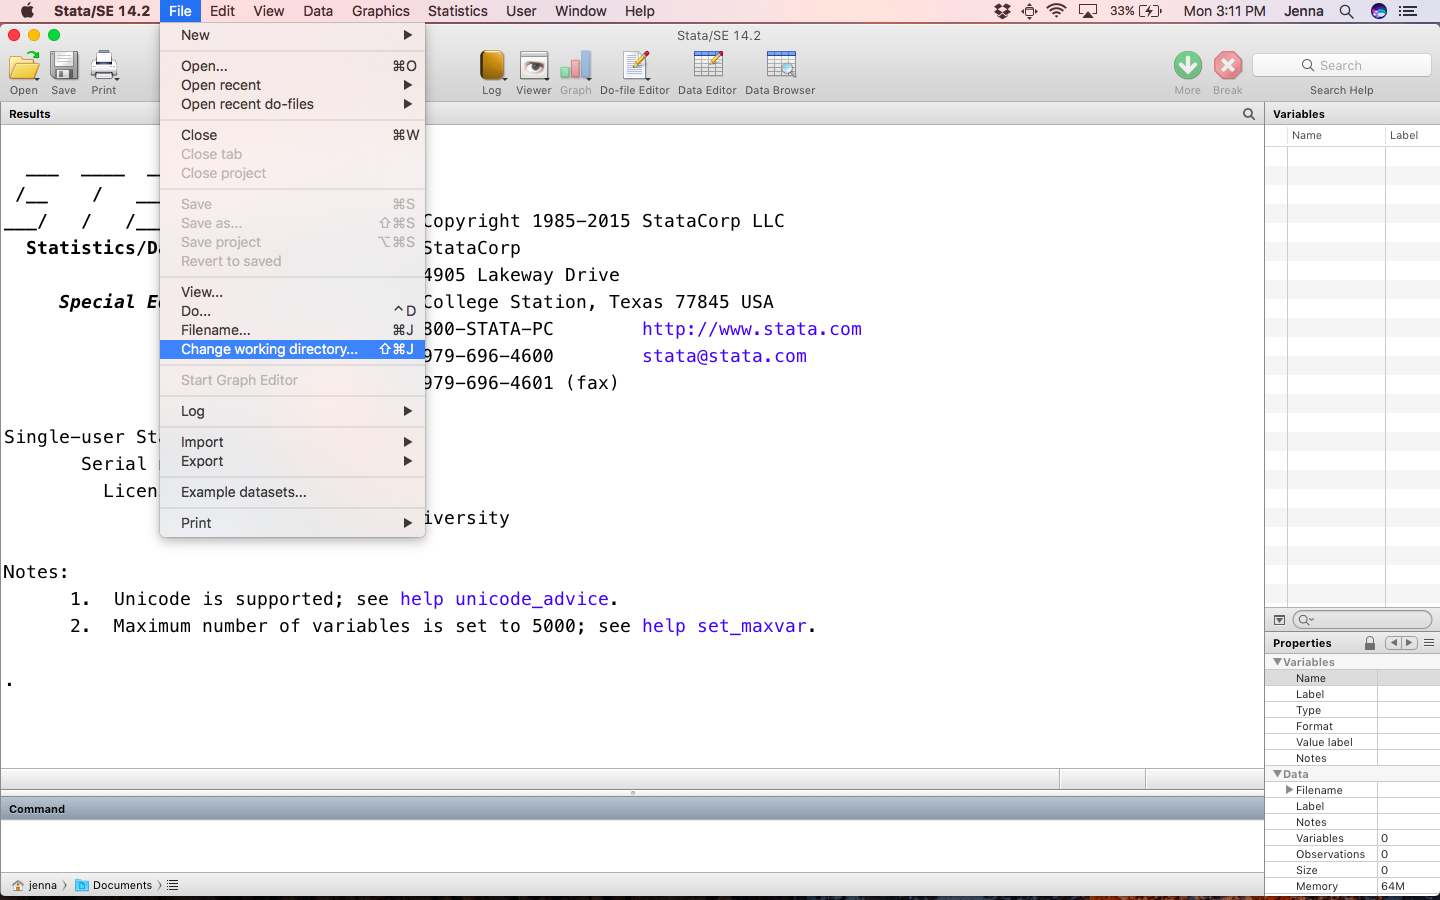 Stata/SE 14.2 File Edit View Data Graphics Statistics User Window Help 33% Mon 3:11 PM Jenna
Stata/SE 14.2
Open Save Print Log Viewer Graph Do-file Editor Data Editor Data Browser More Break Search
Search Help
New
Open... ⌘O
Open recent
Open recent do-files
Close ⌘W
Close tab
Close project
Save ⌘S
Save as... ⇧⌘S
Save project ⌥⌘S
Revert to saved
View...
Do... ^D
Filename... ⌘J
Change working directory... ⇧⌘J
Start Graph Editor
Log
Import
Export
Example datasets...
Print
Results
Copyright 1985-2015 StataCorp LLC
Statistics/Da StataCorp
4905 Lakeway Drive
Special E College Station, Texas 77845 USA
800-STATA-PC http://www.stata.com
979-696-4600 stata@stata.com
979-696-4601 (fax)
Single-user Sta
Serial
Licen
iversity
Notes:
1. Unicode is supported; see help unicode_advice.
2. Maximum number of variables is set to 5000; see help set_maxvar.
.
Command
jenna Documents
Variables
Name Label
Properties
Variables
Name
Label
Type
Format
Value label
Notes
Data
Filename
Label
Notes
Variables 0
Observations 0
Size 0
Memory 64M